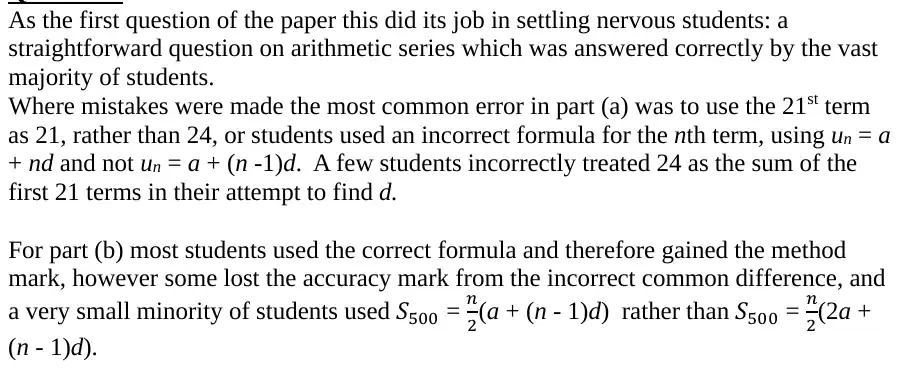 As the first question of the paper this did its job in settling nervous students: a
straightforward question on arithmetic series which was answered correctly by the vast
majority of students.
Where mistakes were made the most common error in part (a) was to use the 21st term
as 21, rather than 24, or students used an incorrect formula for the nth term, using un = a
+ nd and not un = a + (n -1)d.  A few students incorrectly treated 24 as the sum of the
first 21 terms in their attempt to find d.
For part (b) most students used the correct formula and therefore gained the method
mark, however some lost the accuracy mark from the incorrect common difference, and
a very small minority of students used S₅₀₀ = n/2(a + (n - 1)d)  rather than S₅₀₀ = n/2(2a +
(n - 1)d).